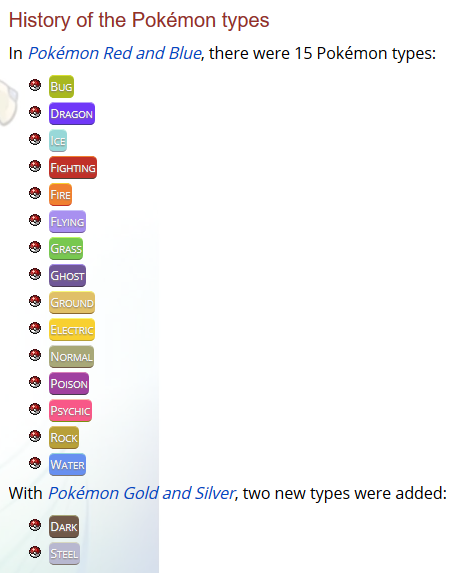 History of the Pokémon types
In Pokémon Red and Blue, there were 15 Pokémon types:
Bug
Dragon
Ice
Fighting
Fire
Flying
Grass
Ghost
Ground
Electric
Normal
Poison
Psychic
Rock
Water
With Pokémon Gold and Silver, two new types were added:
Dark
Steel